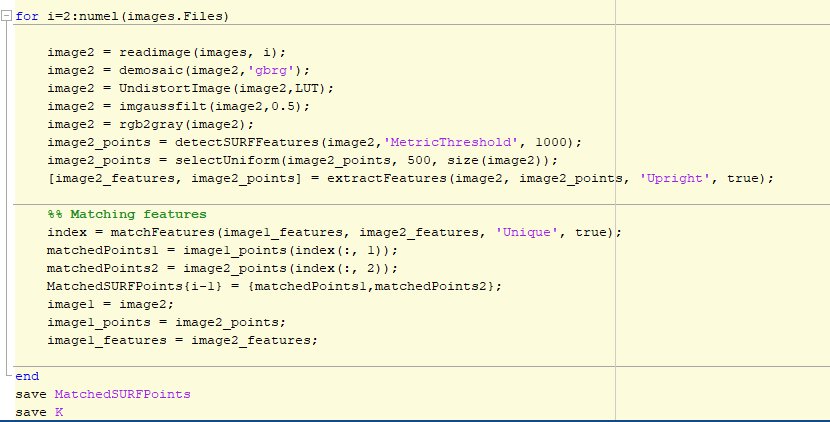 for i=2:numel(images.Files)
image2 = readimage(images, i);
image2 = demosaic(image2,'gbrg');
image2 = UndistortImage(image2,LUT);
image2 = imgaussfilt(image2,0.5);
image2 = rgb2gray(image2);
image2_points = detectSURFFeatures(image2,'MetricThreshold', 1000);
image2_points = selectUniform(image2_points, 500, size(image2));
[image2_features, image2_points] = extractFeatures(image2, image2_points, 'Upright', true);
%% Matching features
index = matchFeatures(image1_features, image2_features, 'Unique', true);
matchedPoints1 = image1_points(index(:, 1));
matchedPoints2 = image2_points(index(:, 2));
MatchedSURFPoints{i-1} = {matchedPoints1,matchedPoints2};
image1 = image2;
image1_points = image2_points;
image1_features = image2_features;
end
save MatchedSURFPoints
save K